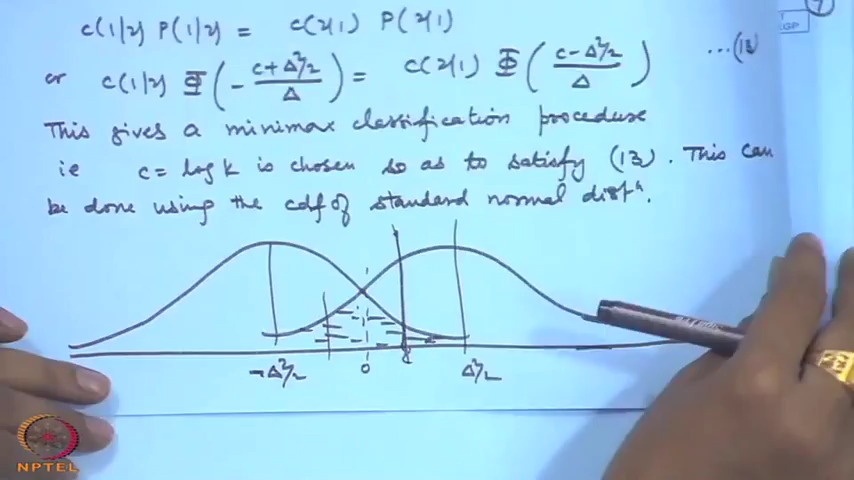 c(1|2) P(1|2) = c(2|1) P(2|1)
or c(1|2) Φ(-(c+Δ²/2)/Δ) = c(2|1) Φ((c-Δ²/2)/Δ) ...(13)
This gives a minimax classification procedure
ie c = log k is chosen so as to satisfy (13). This can
be done using the cdf of standard normal distⁿ.
-Δ²/2 0 c Δ²/2
NPTEL